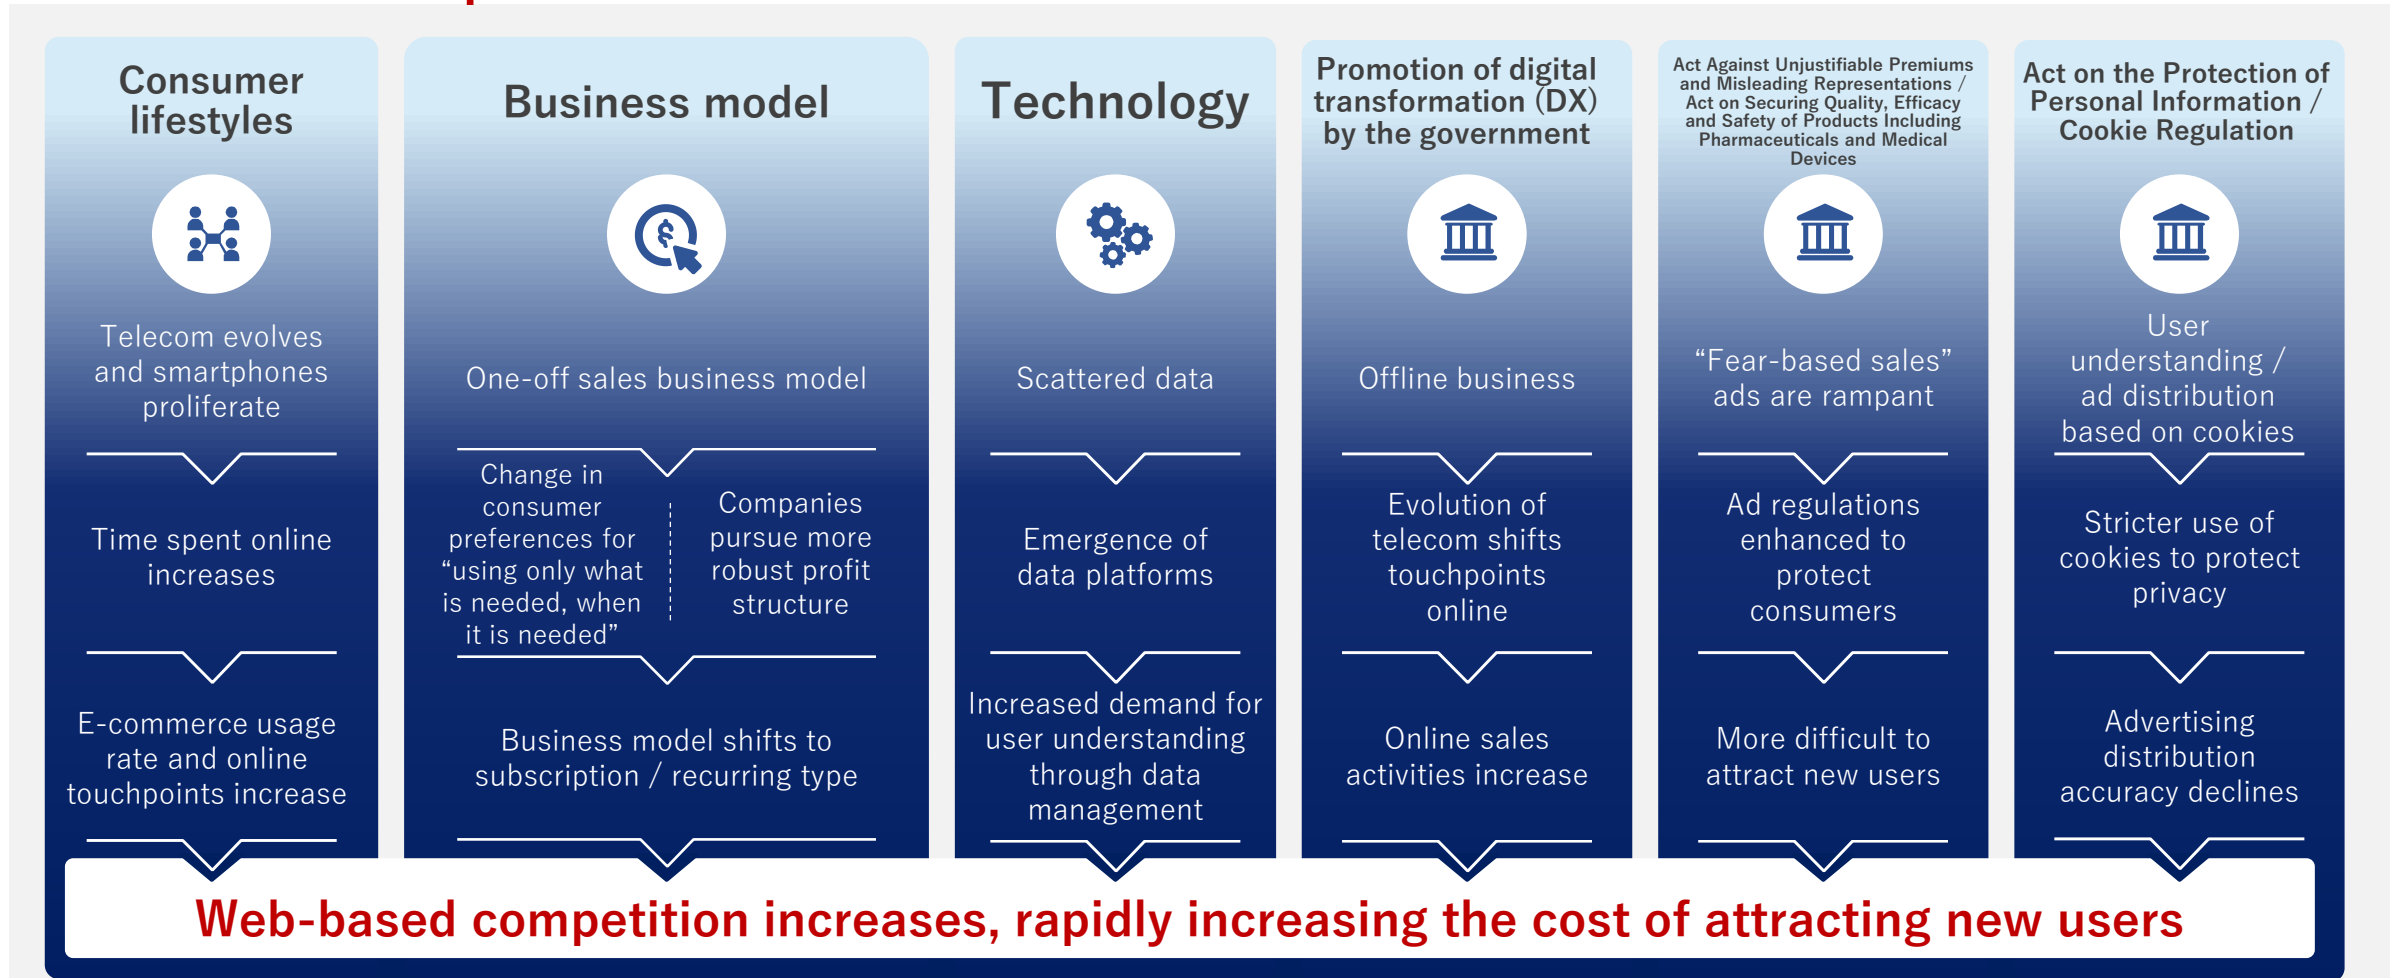 Consumer
lifestyles
Telecom evolves
and smartphones
proliferate
Time spent online
increases
E-commerce usage
rate and online
touchpoints increase
Business model
One-off sales business model
Change in
consumer
preferences for
“using only what
is needed, when
it is needed”
Companies
pursue more
robust profit
structure
Business model shifts to
subscription / recurring type
Technology
Scattered data
Emergence of
data platforms
Increased demand for
user understanding
through data
management
Promotion of digital
transformation (DX)
by the government
Offline business
Evolution of
telecom shifts
touchpoints
online
Online sales
activities increase
Act Against Unjustifiable Premiums
and Misleading Representations /
Act on Securing Quality, Efficacy
and Safety of Products Including
Pharmaceuticals and Medical
Devices
“Fear-based sales”
ads are rampant
Ad regulations
enhanced to
protect
consumers
More difficult to
attract new users
Act on the Protection of
Personal Information /
Cookie Regulation
User
understanding /
ad distribution
based on cookies
Stricter use of
cookies to protect
privacy
Advertising
distribution
accuracy declines
Web-based competition increases, rapidly increasing the cost of attracting new users